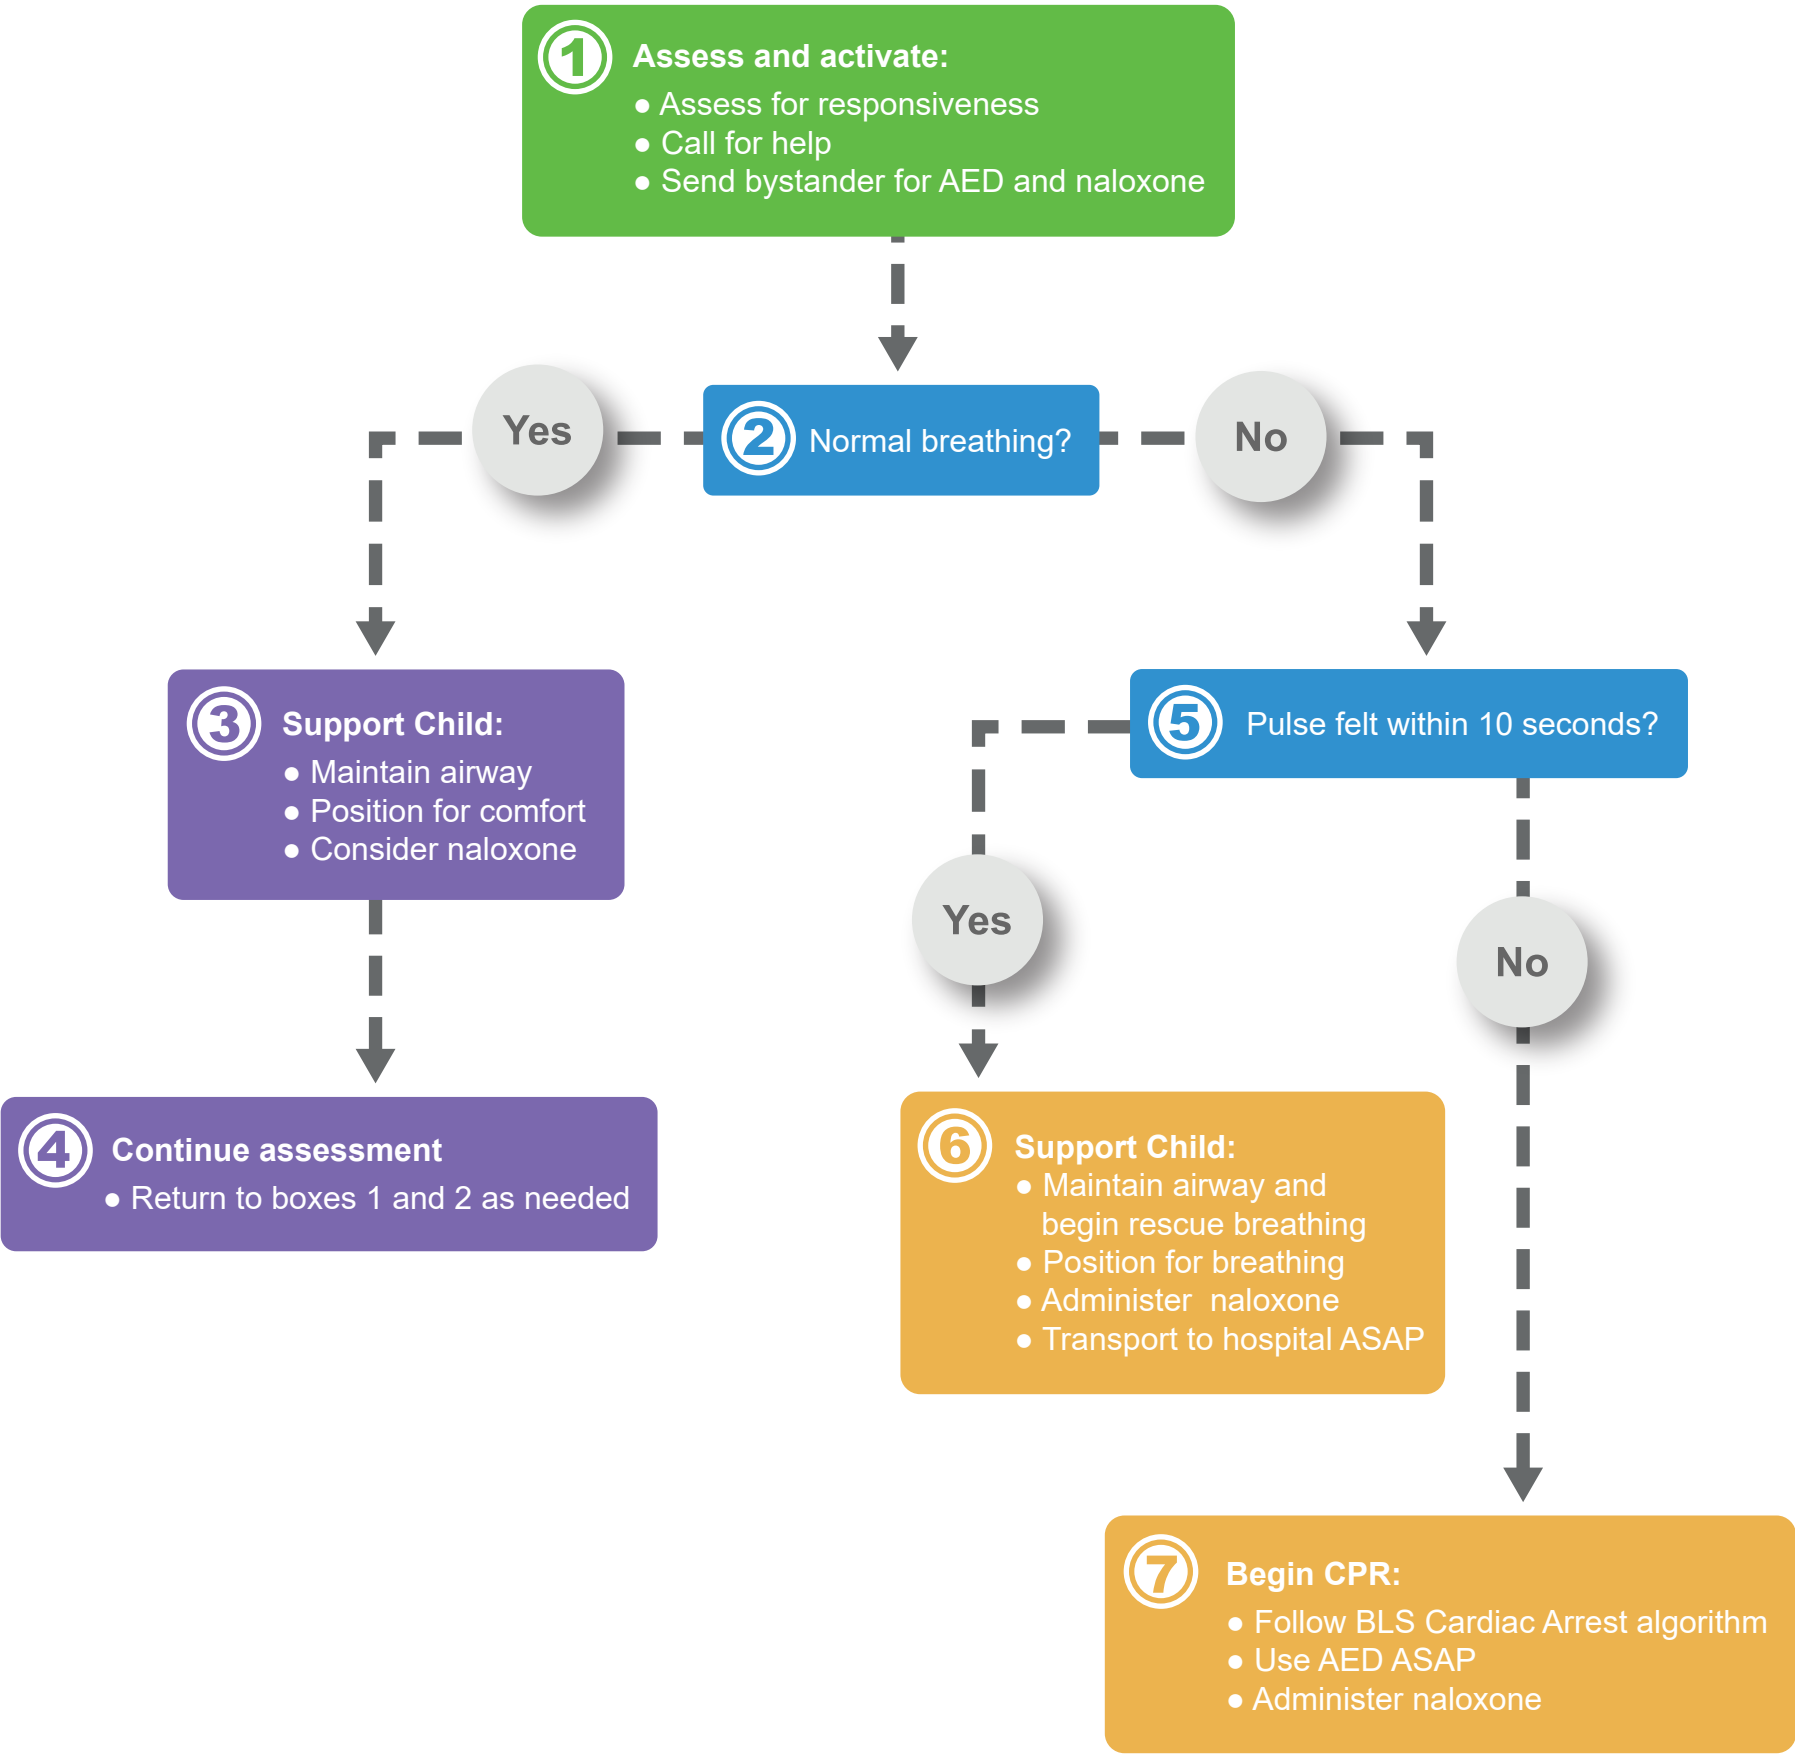 1 Assess and activate:
● Assess for responsiveness
● Call for help
● Send bystander for AED and naloxone
Yes
2 Normal breathing?
No
3 Support Child:
● Maintain airway
● Position for comfort
● Consider naloxone
4 Continue assessment
● Return to boxes 1 and 2 as needed
5 Pulse felt within 10 seconds?
Yes
No
6 Support Child:
● Maintain airway and
begin rescue breathing
● Position for breathing
● Administer naloxone
● Transport to hospital ASAP
7 Begin CPR:
● Follow BLS Cardiac Arrest algorithm
● Use AED ASAP
● Administer naloxone